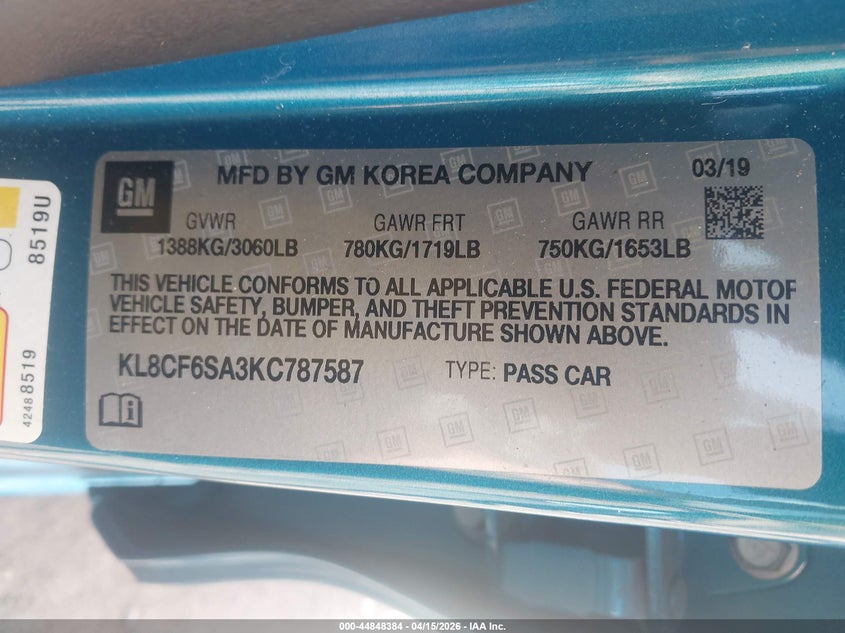 GM
MFD BY GM KOREA COMPANY 03/19
GVWR GAWR FRT GAWR RR
1388KG/3060LB 780KG/1719LB 750KG/1653LB
THIS VEHICLE CONFORMS TO ALL APPLICABLE U.S. FEDERAL MOTOR
VEHICLE SAFETY, BUMPER, AND THEFT PREVENTION STANDARDS IN
EFFECT ON THE DATE OF MANUFACTURE SHOWN ABOVE.
KL8CF6SA3KC787587 TYPE: PASS CAR
8519U
42488519
000-44848384 - 04/15/2026 - IAA Inc.